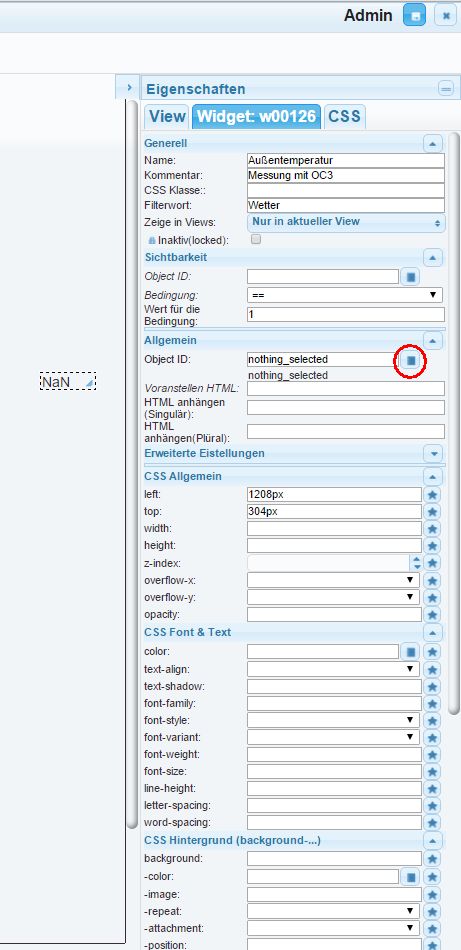 Admin
Eigenschaften
View Widget: w00126 CSS
Generell
Name: Außentemperatur
Kommentar: Messung mit OC3
CSS Klasse::
Filterwort: Wetter
Zeige in Views: Nur in aktueller View
Inaktiv(locked):
Sichtbarkeit
Object ID:
Bedingung: ==
Wert für die
Bedingung: 1
Allgemein
Object ID: nothing_selected
nothing_selected
NaN
Voranstellen HTML:
HTML anhängen
(Singulär):
HTML
anhängen(Plüral):
Erweiterte Eistellungen
CSS Allgemein
left: 1208px
top: 304px
width:
height:
z-index:
overflow-x:
overflow-y:
opacity:
CSS Font & Text
color:
text-align:
text-shadow:
font-family:
font-style:
font-variant:
font-weight:
font-size:
line-height:
letter-spacing:
word-spacing:
CSS Hintergrund (background-...)
background:
-color:
-image:
-repeat:
-attachment:
-position: